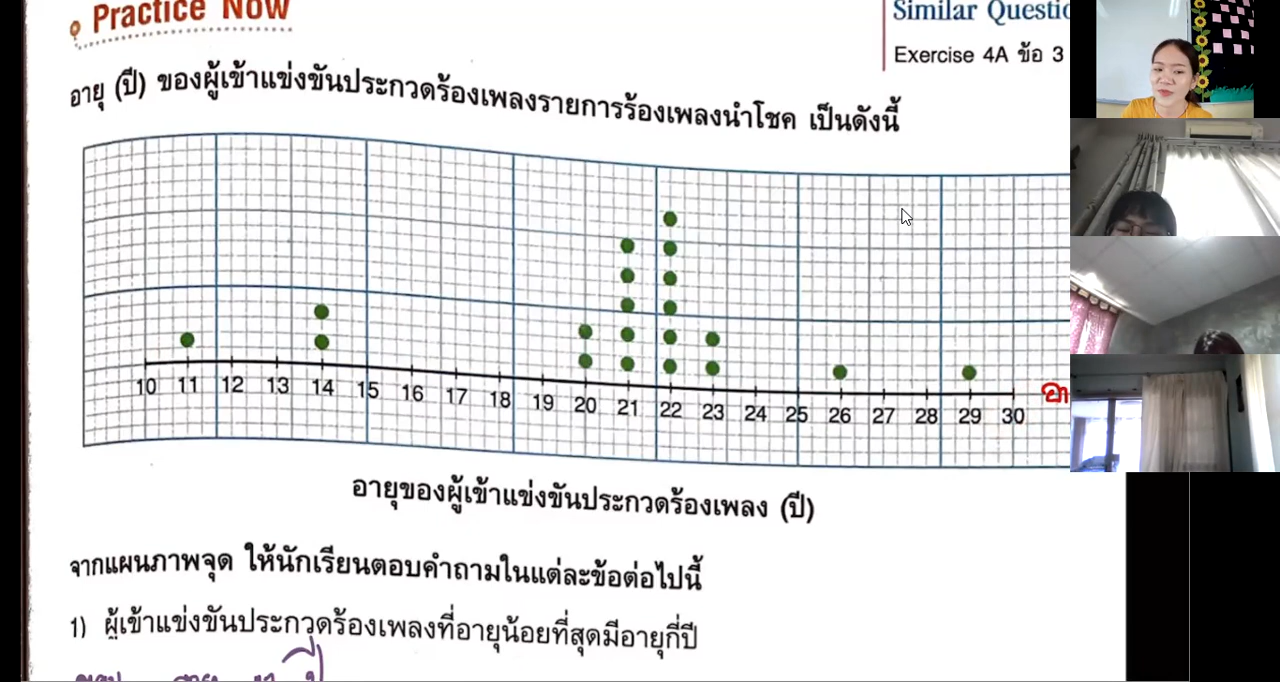 Practice Now
Similar
Exercise 4A ข้อ 3
อายุ (ปี) ของผู้เข้าแข่งขันประกวดร้องเพลงรายการร้องเพลงนำโชค เป็นดังนี้
10 11 12 13 14 15 16 17 18 19 20 21 22 23 24 25 26 27 28 29 30
อายุของผู้เข้าแข่งขันประกวดร้องเพลง (ปี)
จากแผนภาพจุด ให้นักเรียนตอบคำถามในแต่ละข้อต่อไปนี้
1) ผู้เข้าแข่งขันประกวดร้องเพลงที่อายุน้อยที่สุดมีอายุกี่ปี